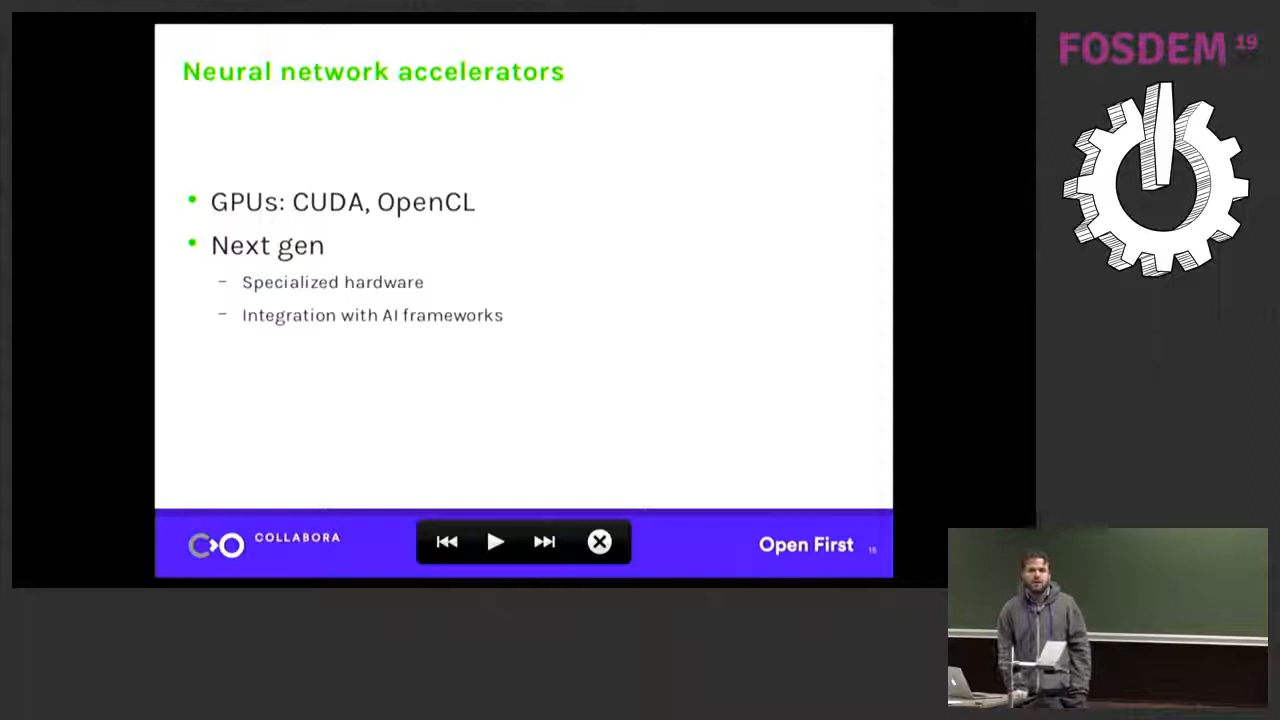 Neural network accelerators
• GPUs: CUDA, OpenCL
• Next gen
– Specialized hardware
– Integration with AI frameworks
COLLABORA
Open First
15
FOSDEM 19